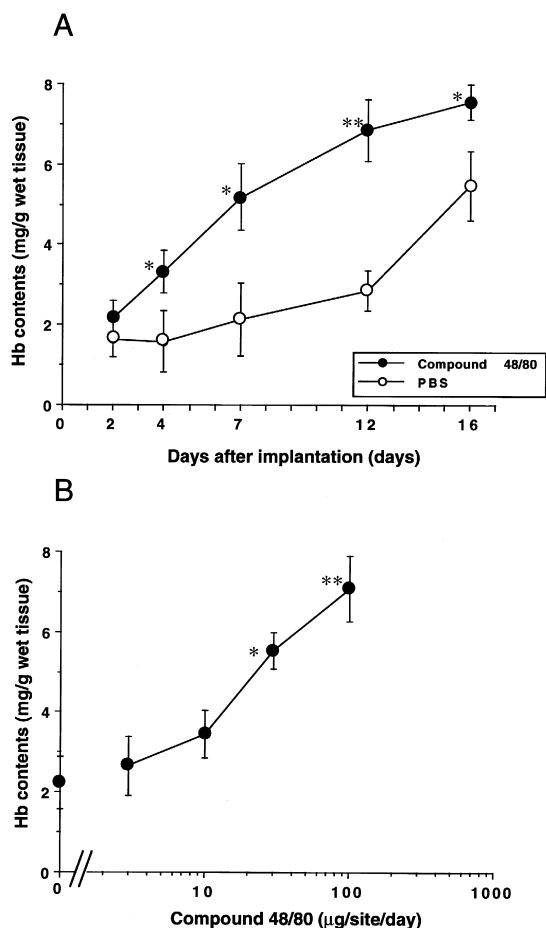 A
Hb contents (mg/g wet tissue)
8
6
4
2
0
*
*
**
*
Compound 48/80
PBS
0 2 4 7 12 16
Days after implantation (days)
B
Hb contents (mg/g wet tissue)
8
6
4
2
0
*
**
0 10 100 1000
Compound 48/80 (μg/site/day)